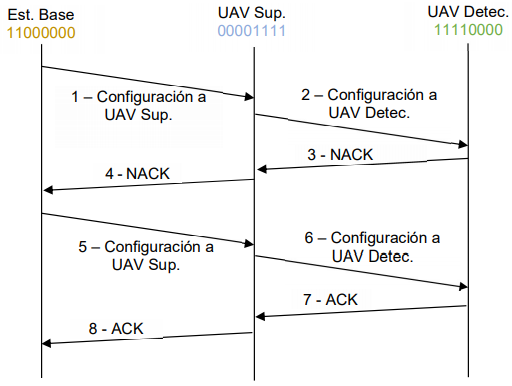 Est. Base
UAV Sup.
UAV Detec.
11000000
00001111
11110000
1 – Configuración a
UAV Sup.
2 – Configuración a
UAV Detec.
3 - NACK
4 - NACK
5 – Configuración a
UAV Sup.
6 – Configuración a
UAV Detec.
7 - ACK
8 - ACK